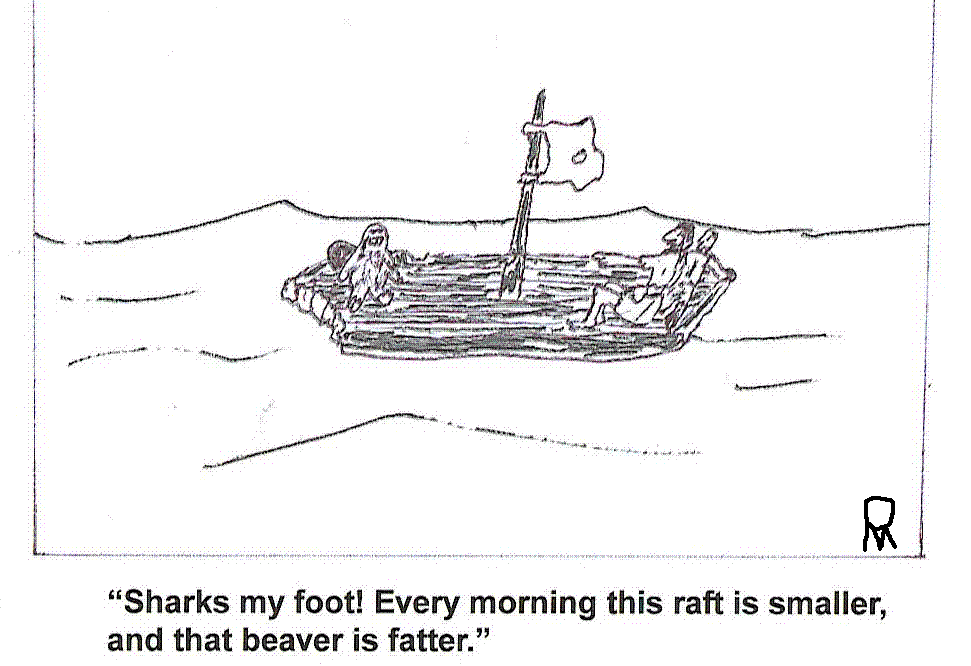 “Sharks my foot! Every morning this raft is smaller,
and that beaver is fatter.”